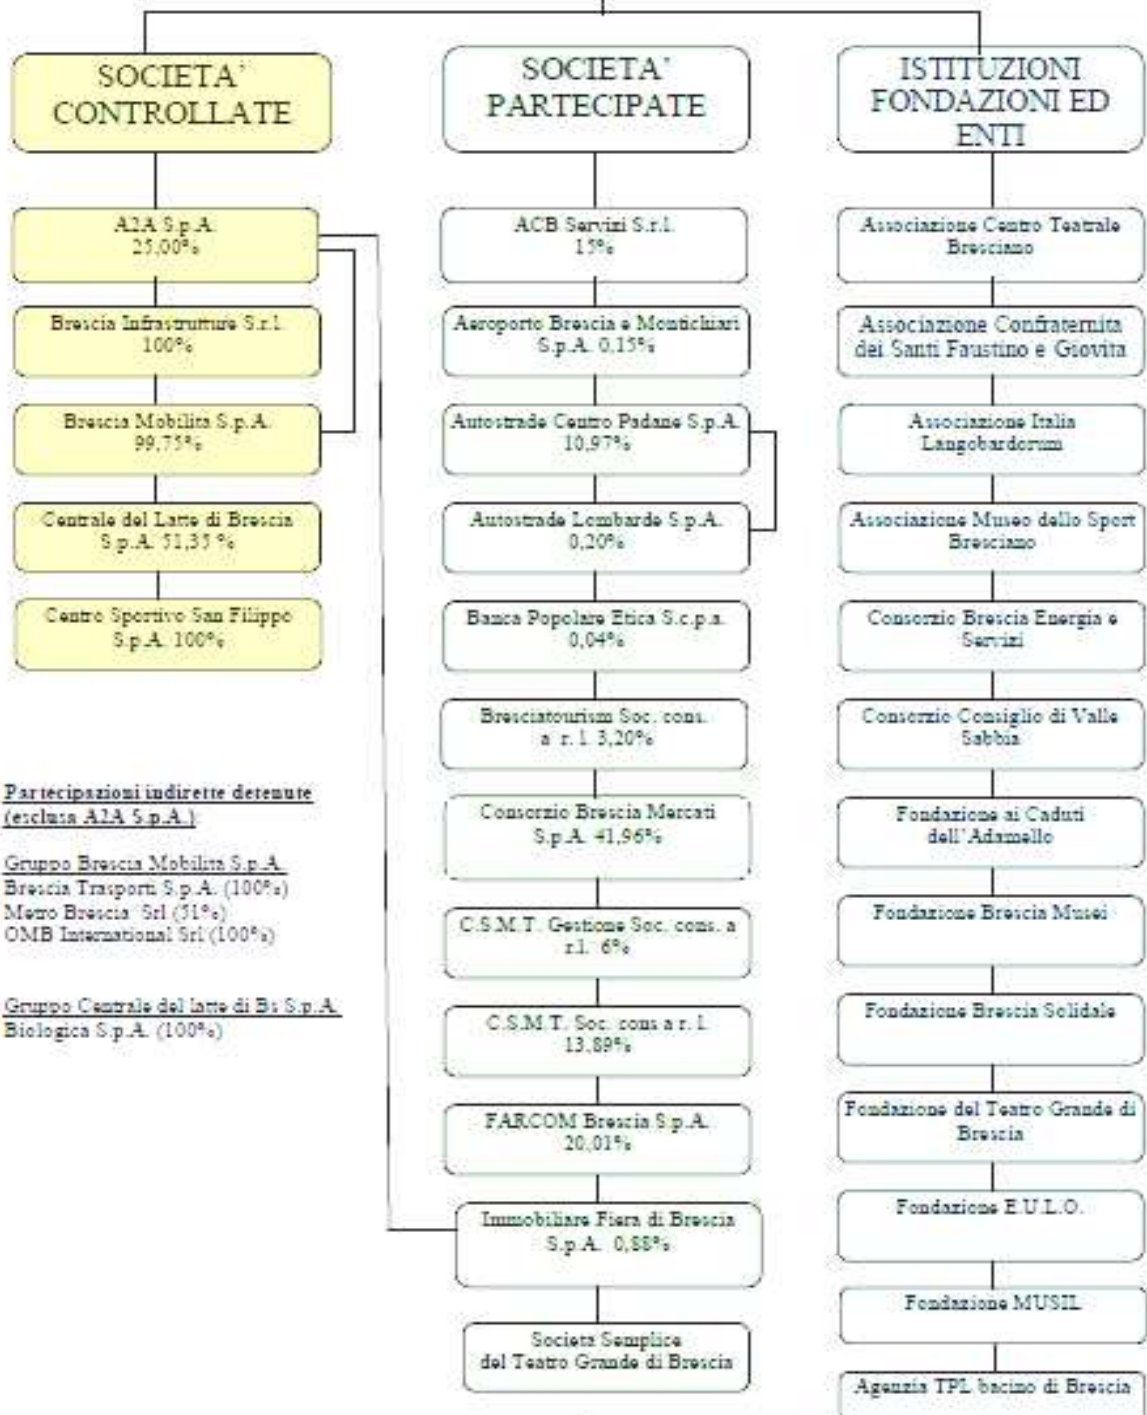 SOCIETA'
CONTROLLATE
A2A S.p.A.
25,00%
Brescia Infrastrutture S.r.l.
100%
Brescia Mobilità S.p.A.
99,75%
Centrale del Latte di Brescia
S.p.A. 51,35 %
Centro Sportivo San Filippo
S.p.A. 100%
Partecipazioni indirette detenute
(esclusa A2A S.p.A.)
Gruppo Brescia Mobilità S.p.A.
Brescia Trasporti S.p.A. (100%)
Metro Brescia Srl (51%)
OMB International Srl (100%)
Gruppo Centrale del latte di Bs S.p.A.
Biologica S.p.A. (100%)
SOCIETA'
PARTECIPATE
ACB Servizi S.r.l.
15%
Aeroporto Brescia e Montichiari
S.p.A. 0,15%
Autostrade Centro Padane S.p.A.
10,97%
Autostrade Lombarde S.p.A.
0,20%
Banca Popolare Etica S.c.p.a.
0,04%
Bresciatourism Soc. cons.
a r. l. 3,20%
Consorzio Brescia Mercati
S.p.A. 41,96%
C.S.M.T. Gestione Soc. cons. a
r.l. 6%
C.S.M.T. Soc. cons a r. l.
13,89%
FARCOM Brescia S.p.A.
20,01%
Immobiliare Fiera di Brescia
S.p.A. 0,88%
Società Semplice
del Teatro Grande di Brescia
ISTITUZIONI
FONDAZIONI ED
ENTI
Associazione Centro Teatrale
Bresciano
Associazione Confraternita
dei Santi Faustino e Giovita
Associazione Italia
Langobardorum
Associazione Museo dello Sport
Bresciano
Consorzio Brescia Energia e
Servizi
Consorzio Consiglio di Valle
Sabbia
Fondazione ai Caduti
dell'Adamello
Fondazione Brescia Musei
Fondazione Brescia Solidale
Fondazione del Teatro Grande di
Brescia
Fondazione E.U.L.O.
Fondazione MUSIL
Agenzia TPL bacino di Brescia